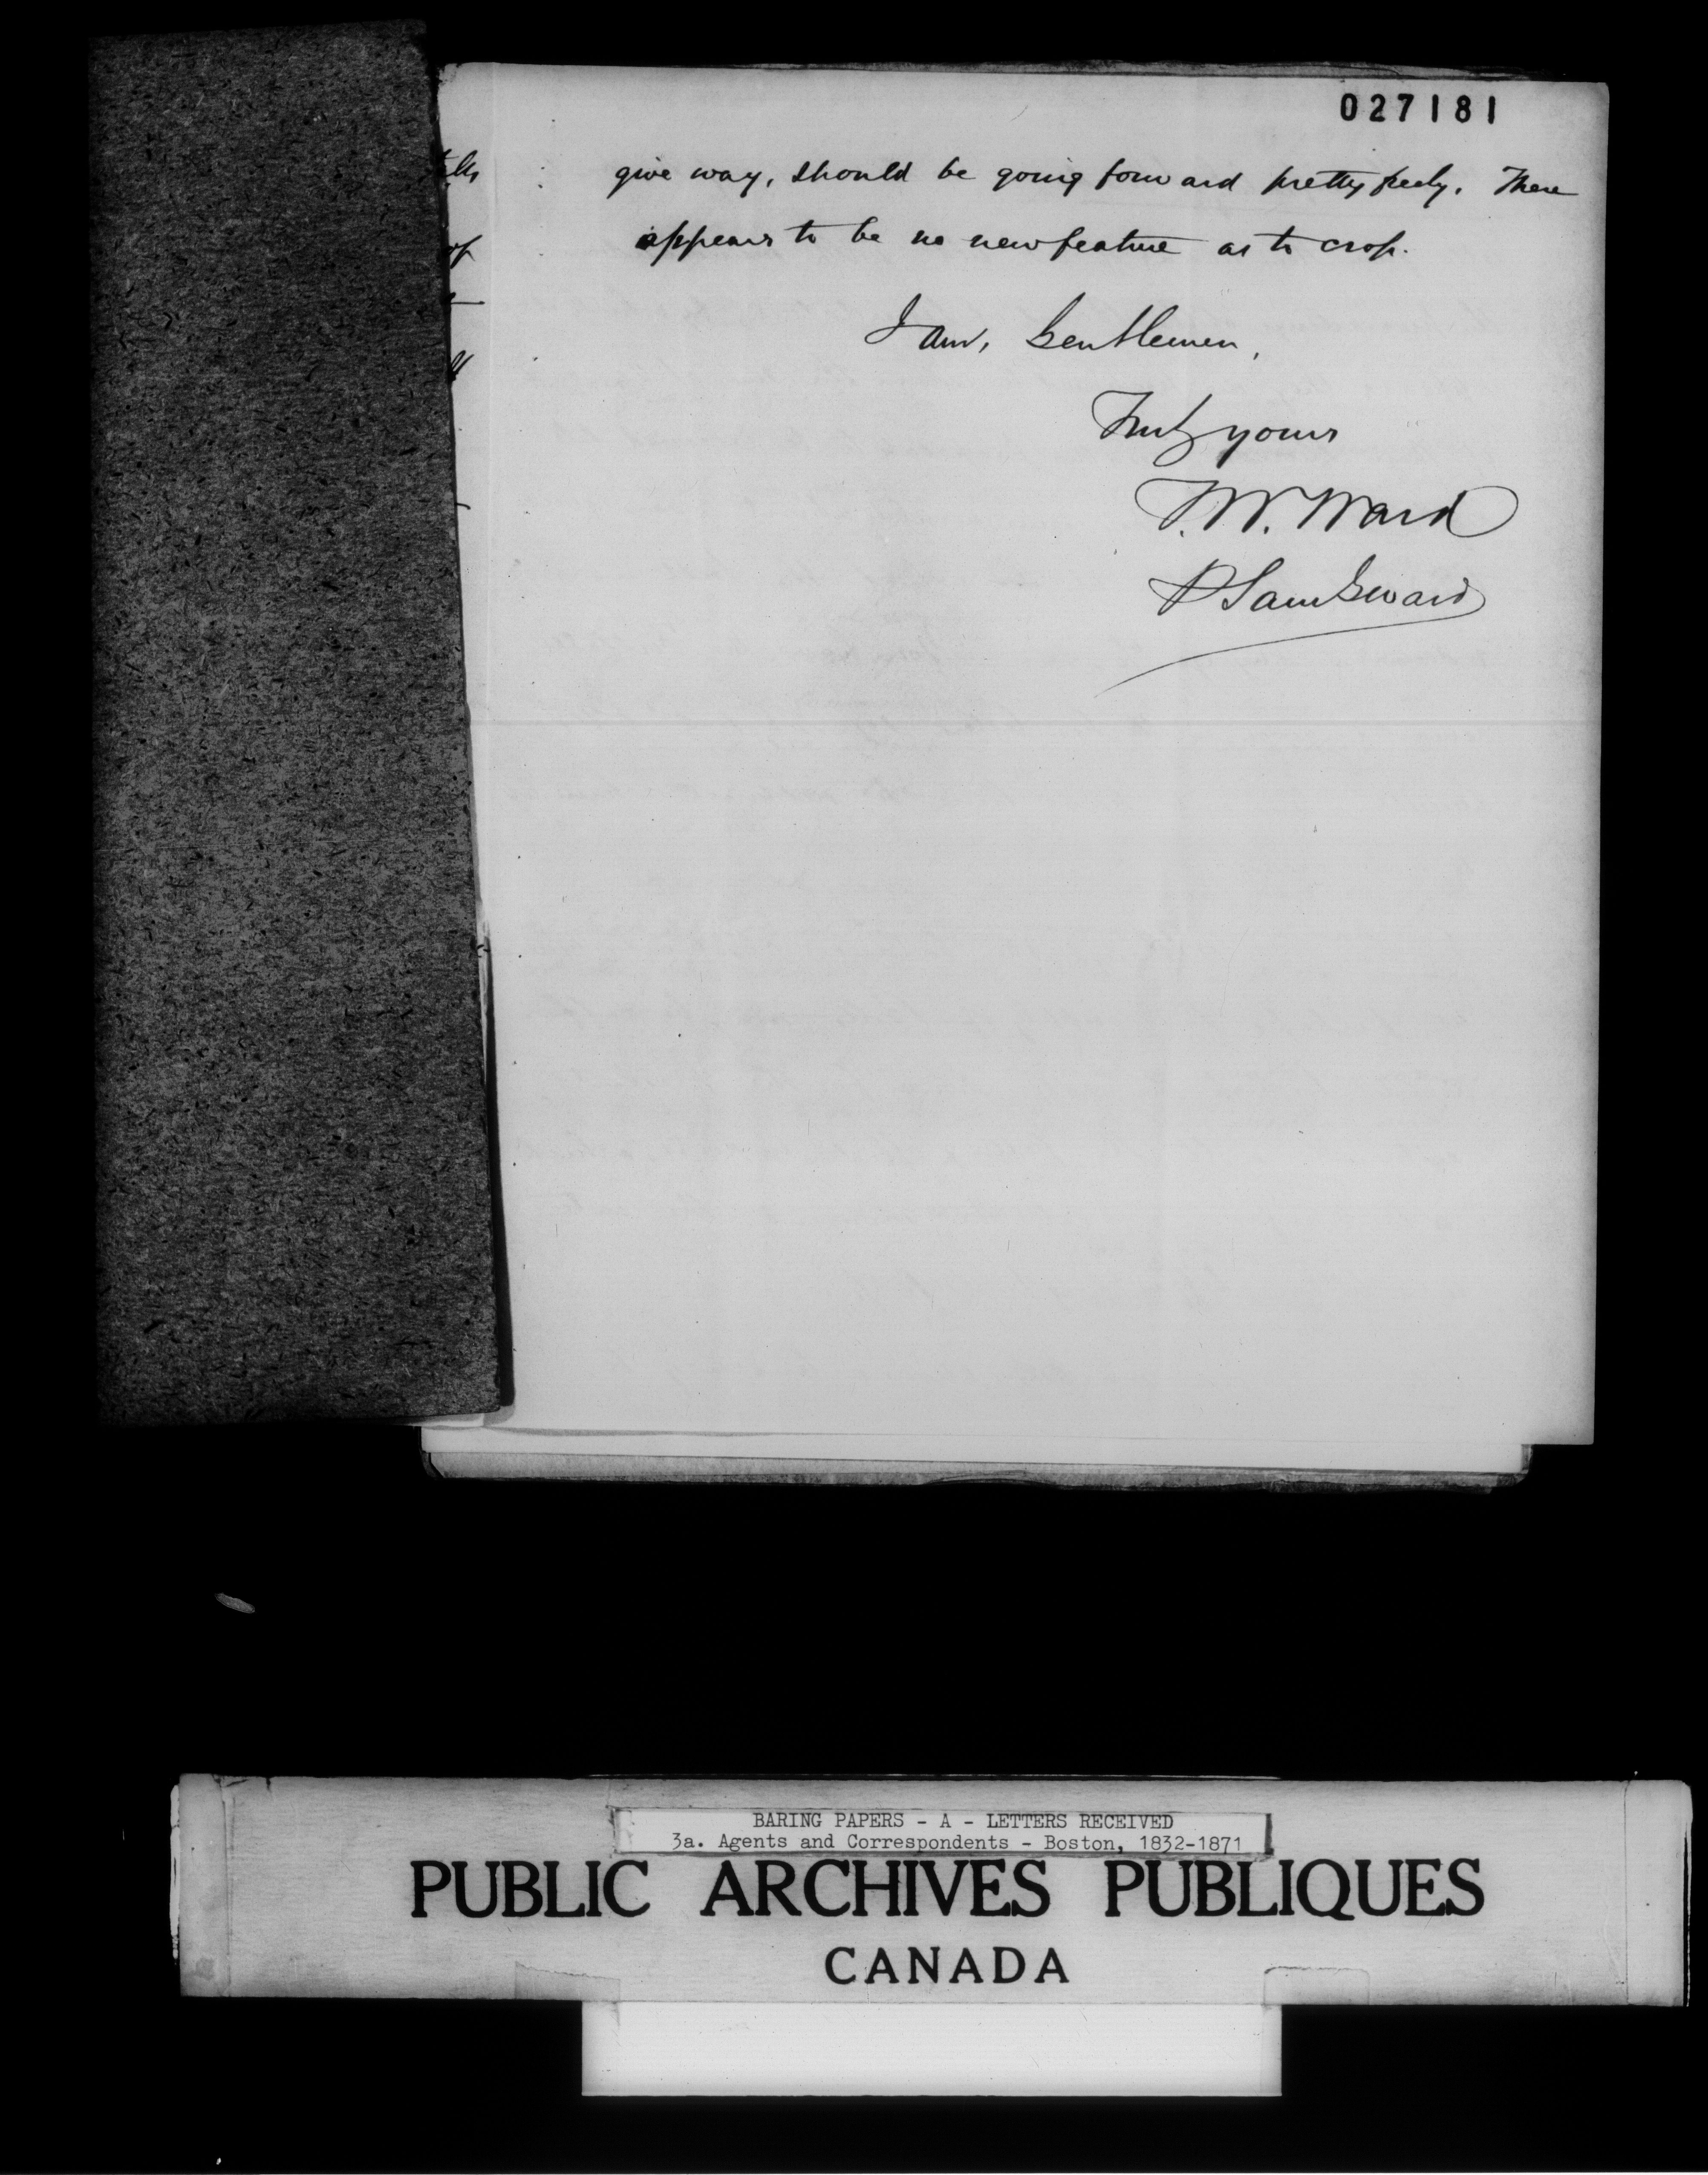 027181
give way, should be going forward pretty freely. There
appears to be no new feature as to crop.
I am, Gentlemen,
Truly yours
T. W. Ward
P Saml G Ward
BARING PAPERS - A - LETTERS RECEIVED
3a. Agents and Correspondents - Boston, 1832-1871
PUBLIC ARCHIVES PUBLIQUES
CANADA